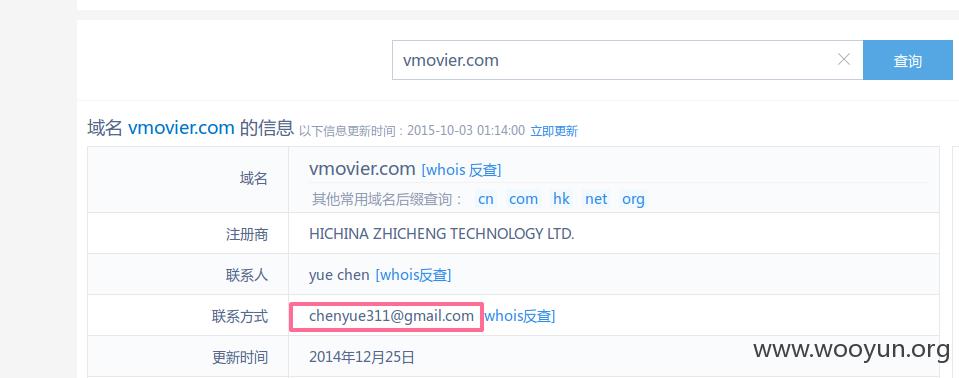 vmovier.com
查询
域名 vmovier.com 的信息 以下信息更新时间：2015-10-03 01:14:00 立即更新
域名 vmovier.com [whois 反查]
其他常用域名后缀查询： cn com hk net org
注册商 HICHINA ZHICHENG TECHNOLOGY LTD.
联系人 yue chen [whois反查]
联系方式 chenyue311@gmail.com whois反查]
更新时间 2014年12月25日
www.wooyun.org